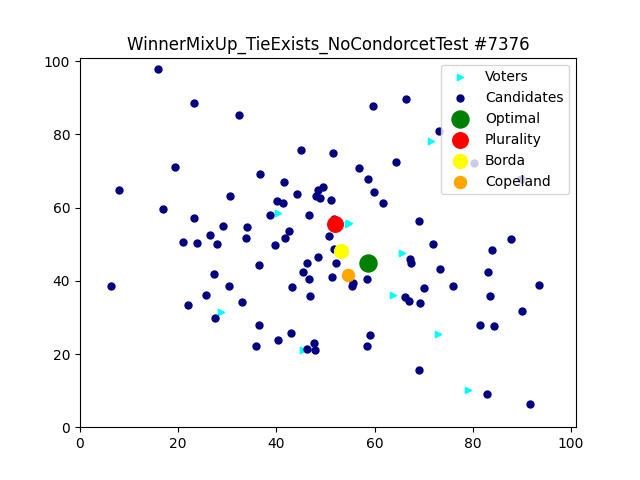 WinnerMixUp_TieExists_NoCondorcetTest #7376
100
80
60
40
20
0
0 20 40 60 80 100
Voters
Candidates
Optimal
Plurality
Borda
Copeland